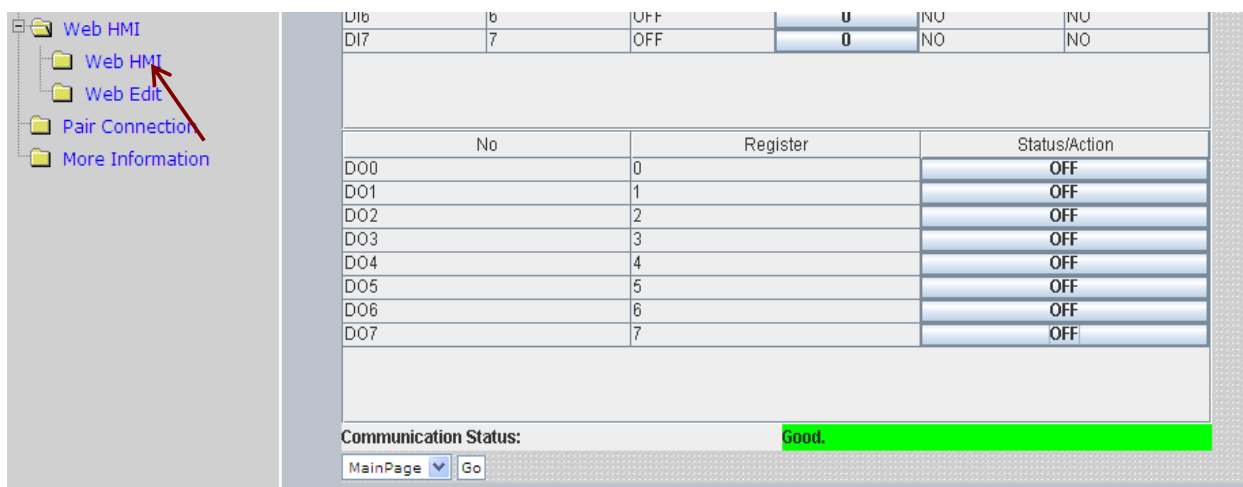 Web HMI
Web HMI
Web Edit
Pair Connection
More Information
DI6 6 OFF 0 NO NO
DI7 7 OFF 0 NO NO
No Register Status/Action
DO0 0 OFF
DO1 1 OFF
DO2 2 OFF
DO3 3 OFF
DO4 4 OFF
DO5 5 OFF
DO6 6 OFF
DO7 7 OFF
Communication Status: Good.
MainPage Go